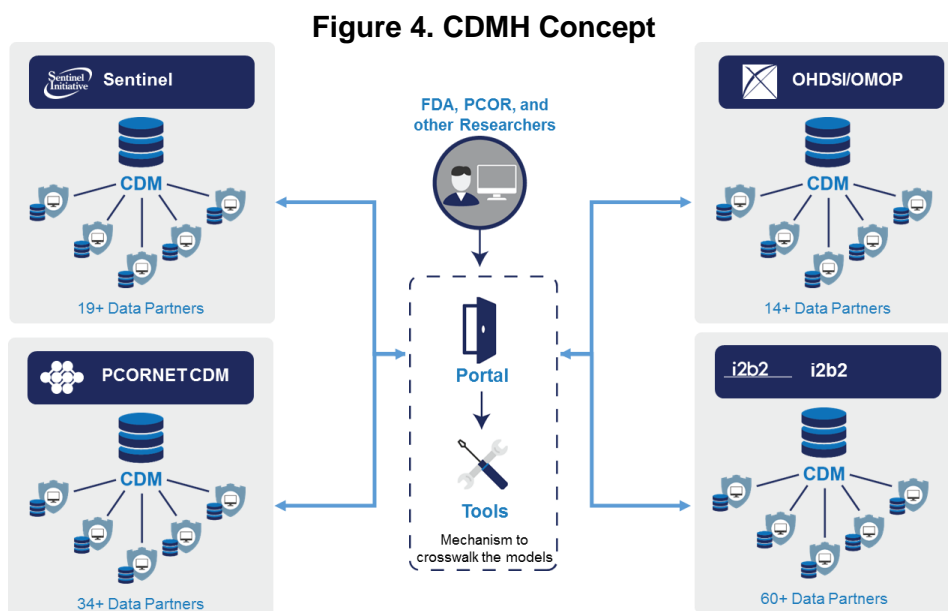 Figure 4. CDMH Concept
Sentinel Initiative
Sentinel
CDM
19+ Data Partners
PCORNET CDM
CDM
34+ Data Partners
FDA, PCOR, and
other Researchers
Portal
Tools
Mechanism to
crosswalk the models
OHDSI/OMOP
CDM
14+ Data Partners
i2b2
i2b2
CDM
60+ Data Partners